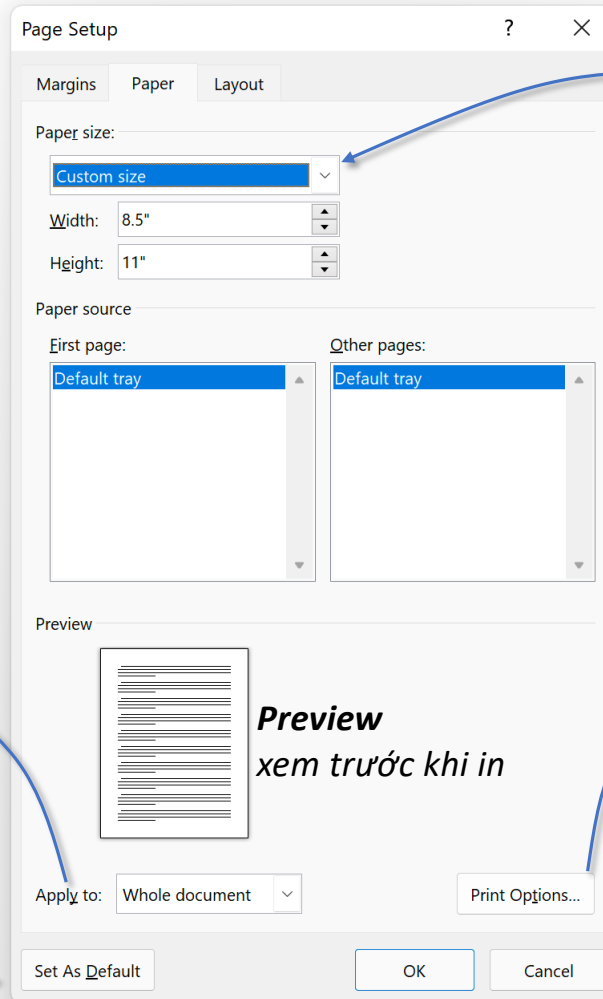 Page Setup ?
Margins Paper Layout
Paper size:
Custom size
Width: 8.5"
Height: 11"
Paper source
First page: Other pages:
Default tray Default tray
Preview
Preview
xem trước khi in
Apply to: Whole document Print Options...
Set As Default OK Cancel